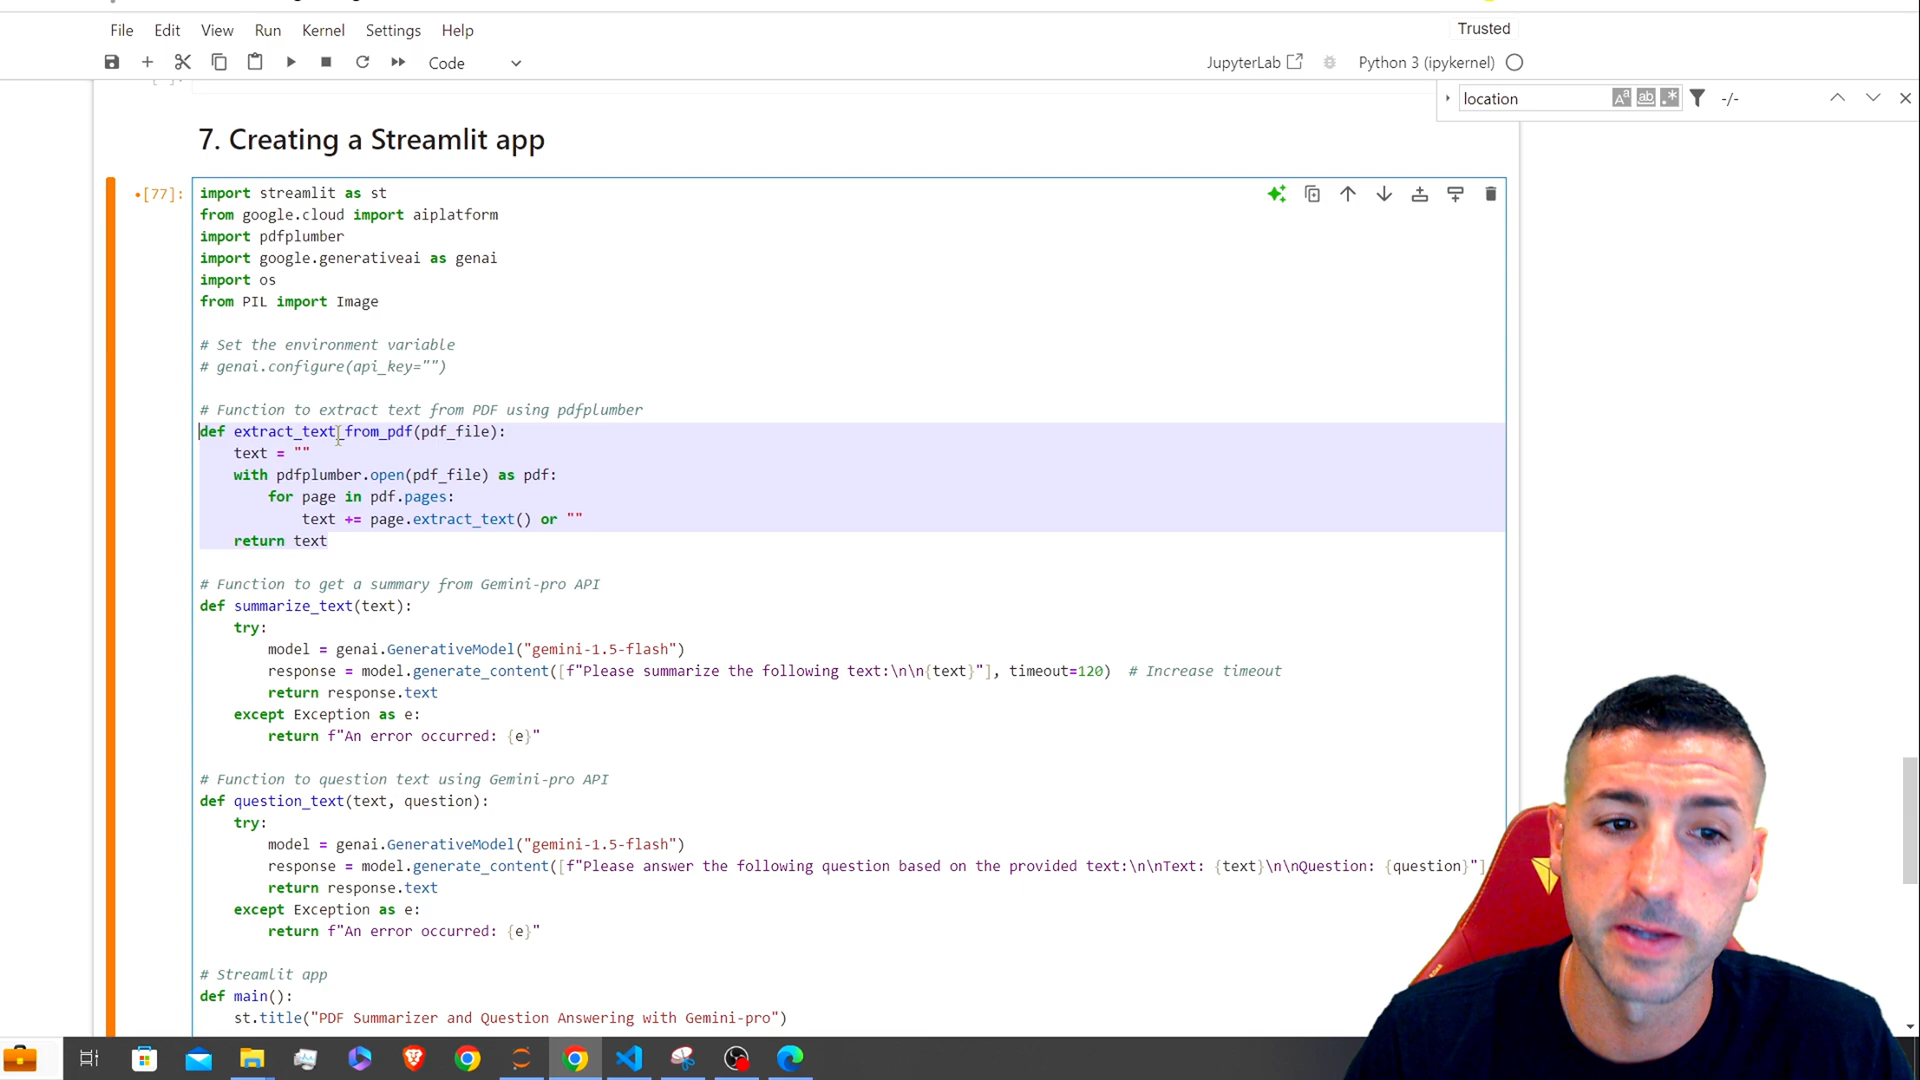 File Edit View Run Kernel Settings Help
Trusted
Code
JupyterLab
Python 3 (ipykernel)
location
-/-
7. Creating a Streamlit app
[77]:
import streamlit as st
from google.cloud import aiplatform
import pdfplumber
import google.generativeai as genai
import os
from PIL import Image
# Set the environment variable
# genai.configure(api_key="")
# Function to extract text from PDF using pdfplumber
def extract_text_from_pdf(pdf_file):
    text = ""
    with pdfplumber.open(pdf_file) as pdf:
        for page in pdf.pages:
            text += page.extract_text() or ""
    return text
# Function to get a summary from Gemini-pro API
def summarize_text(text):
    try:
        model = genai.GenerativeModel("gemini-1.5-flash")
        response = model.generate_content([f"Please summarize the following text:\n\n{text}"], timeout=120)  # Increase timeout
        return response.text
    except Exception as e:
        return f"An error occurred: {e}"
# Function to question text using Gemini-pro API
def question_text(text, question):
    try:
        model = genai.GenerativeModel("gemini-1.5-flash")
        response = model.generate_content([f"Please answer the following question based on the provided text:\n\nText: {text}\n\nQuestion: {question}"]
        return response.text
    except Exception as e:
        return f"An error occurred: {e}"
# Streamlit app
def main():
    st.title("PDF Summarizer and Question Answering with Gemini-pro")